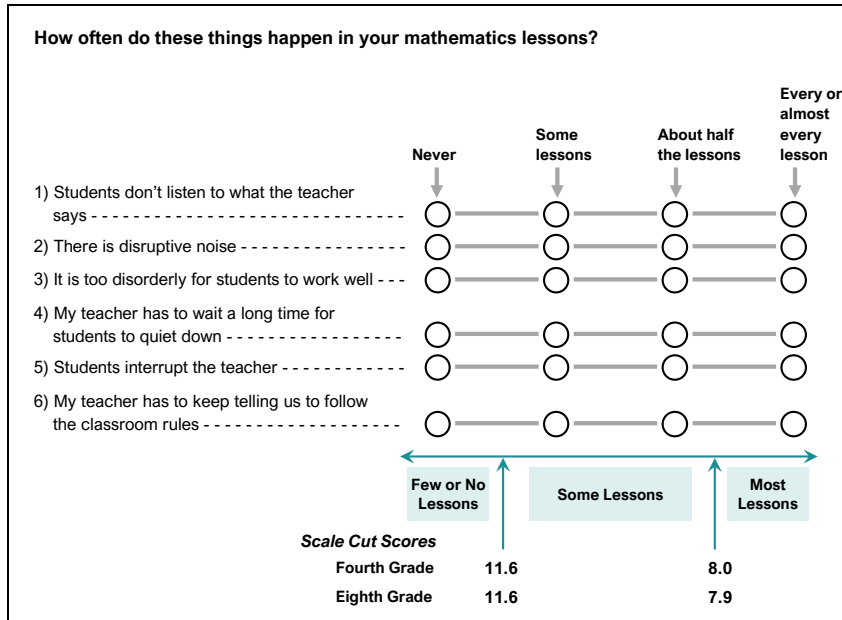 How often do these things happen in your mathematics lessons?
Never
Some
lessons
About half
the lessons
Every or
almost
every
lesson
1) Students don't listen to what the teacher
says - - - - - - - - - - - - - - - - - - - - - - - - - - - - - -
2) There is disruptive noise - - - - - - - - - - - - - - -
3) It is too disorderly for students to work well - - -
4) My teacher has to wait a long time for
students to quiet down - - - - - - - - - - - - - - - - -
5) Students interrupt the teacher - - - - - - - - - - - -
6) My teacher has to keep telling us to follow
the classroom rules - - - - - - - - - - - - - - - - - - -
Few or No
Lessons
Some Lessons
Most
Lessons
Scale Cut Scores
Fourth Grade 11.6 8.0
Eighth Grade 11.6 7.9